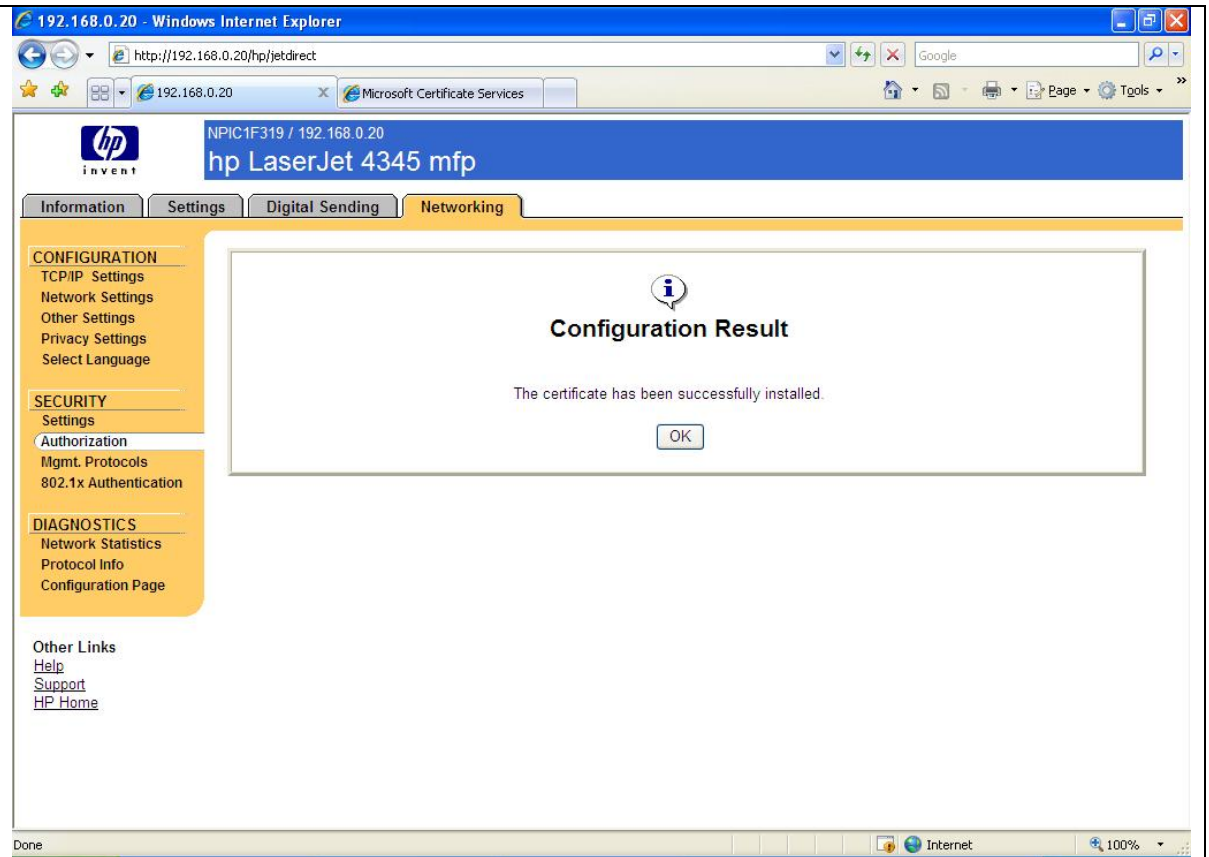 192.168.0.20 - Windows Internet Explorer
http://192.168.0.20/hp/jetdirect
Google
192.168.0.20
Microsoft Certificate Services
Page
Tools
hp
invent
NPIC1F319 / 192.168.0.20
hp LaserJet 4345 mfp
Information Settings Digital Sending Networking
CONFIGURATION
TCP/IP Settings
Network Settings
Other Settings
Privacy Settings
Select Language
SECURITY
Settings
Authorization
Mgmt. Protocols
802.1x Authentication
DIAGNOSTICS
Network Statistics
Protocol Info
Configuration Page
Other Links
Help
Support
HP Home
Configuration Result
The certificate has been successfully installed.
OK
Done
Internet
100%